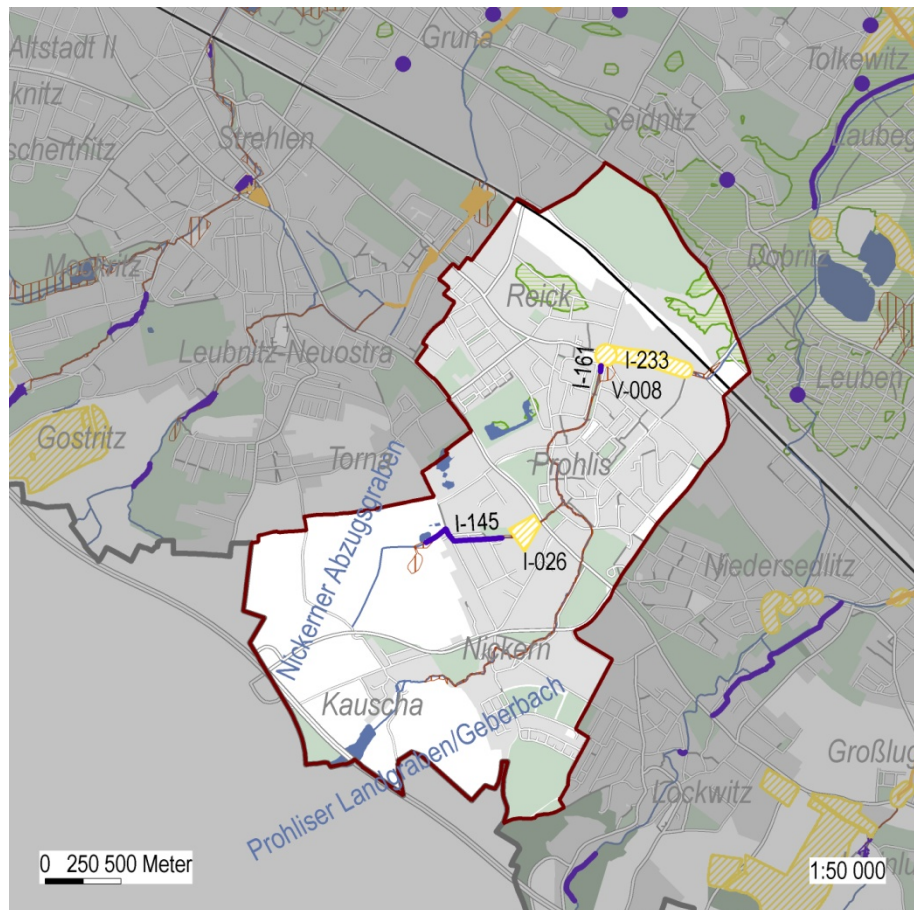 Altstadt II
Gruna
Tolkewitz
knitz
Strehlen
Seidnitz
schertnitz
Laubeg
Mockritz
Dobritz
Reick
Leubnitz-Neuostra
I-161
I-233
V-008
Leuben
Gostritz
Torna
Prohlis
Nickerner Abzugsgraben
I-145
I-026
Niedersedlitz
Nickern
Kauscha
Prohliser Landgraben/Geberbach
Großlug
Lockwitz
0 250 500 Meter
1:50 000